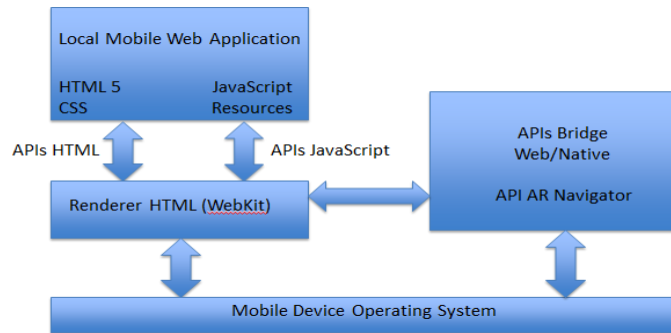 Local Mobile Web Application
HTML 5 JavaScript
CSS Resources
APIs HTML APIs JavaScript
APIs Bridge
Web/Native
API AR Navigator
Renderer HTML (WebKit)
Mobile Device Operating System